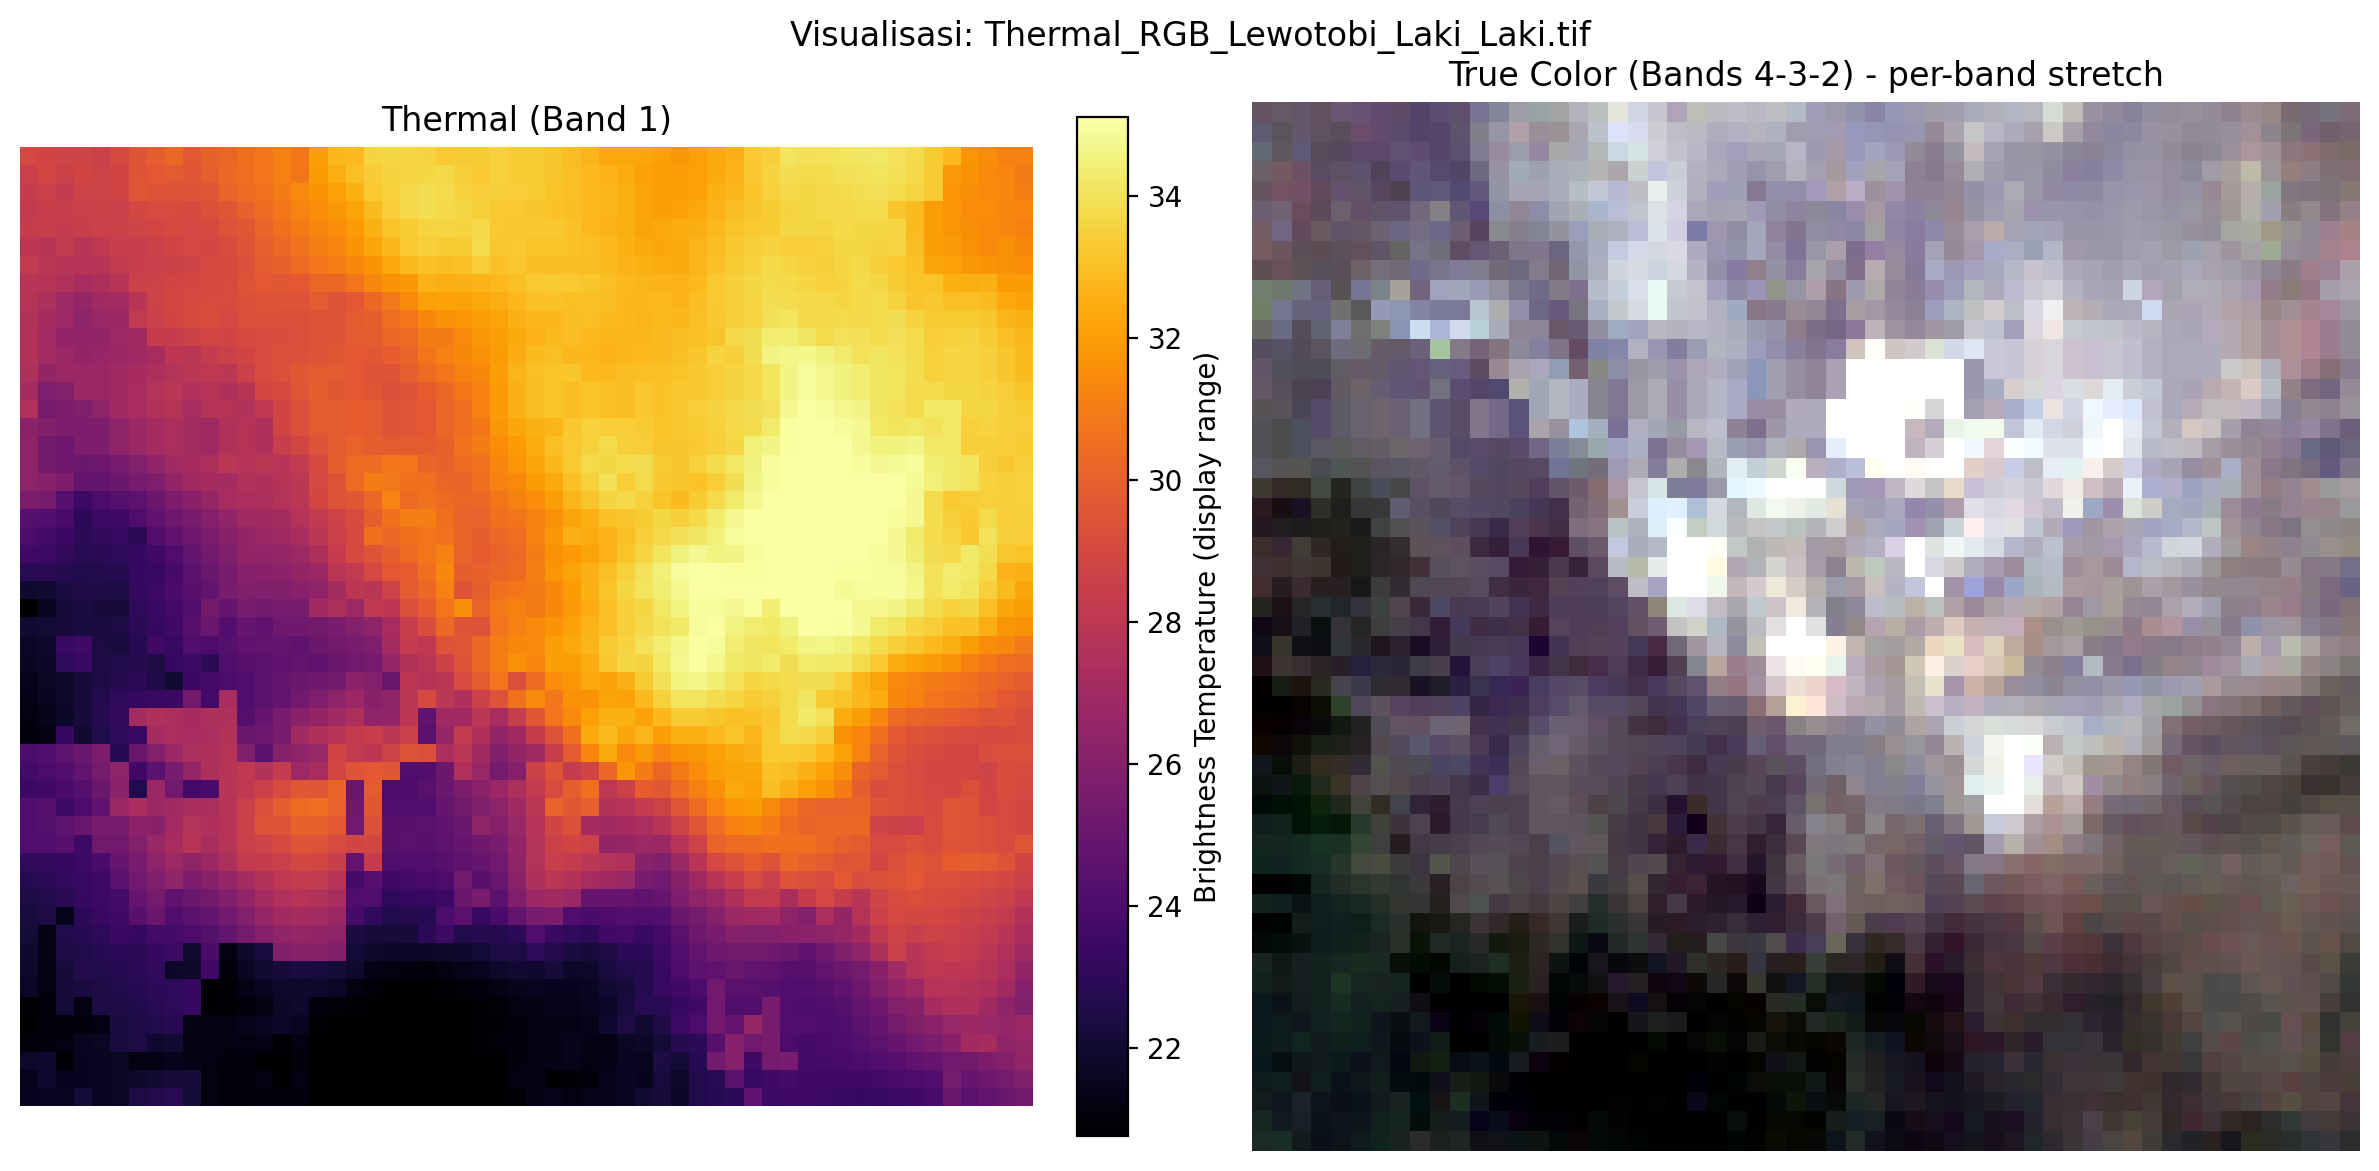 Visualisasi: Thermal_RGB_Lewotobi_Laki_Laki.tif
Thermal (Band 1)
True Color (Bands 4-3-2) - per-band stretch
34
32
30
28
26
24
22
Brightness Temperature (display range)